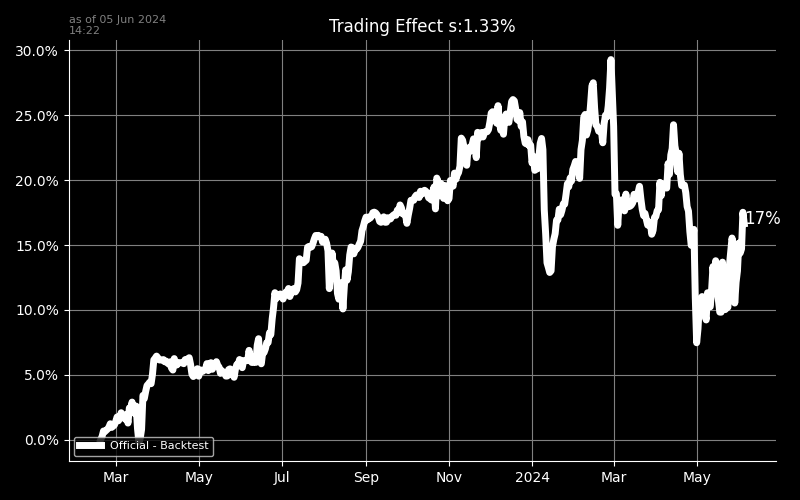 as of 05 Jun 2024
14:22
Trading Effect s:1.33%
30.0%
25.0%
20.0%
15.0%
10.0%
5.0%
0.0%
17%
Official - Backtest
Mar May Jul Sep Nov 2024 Mar May